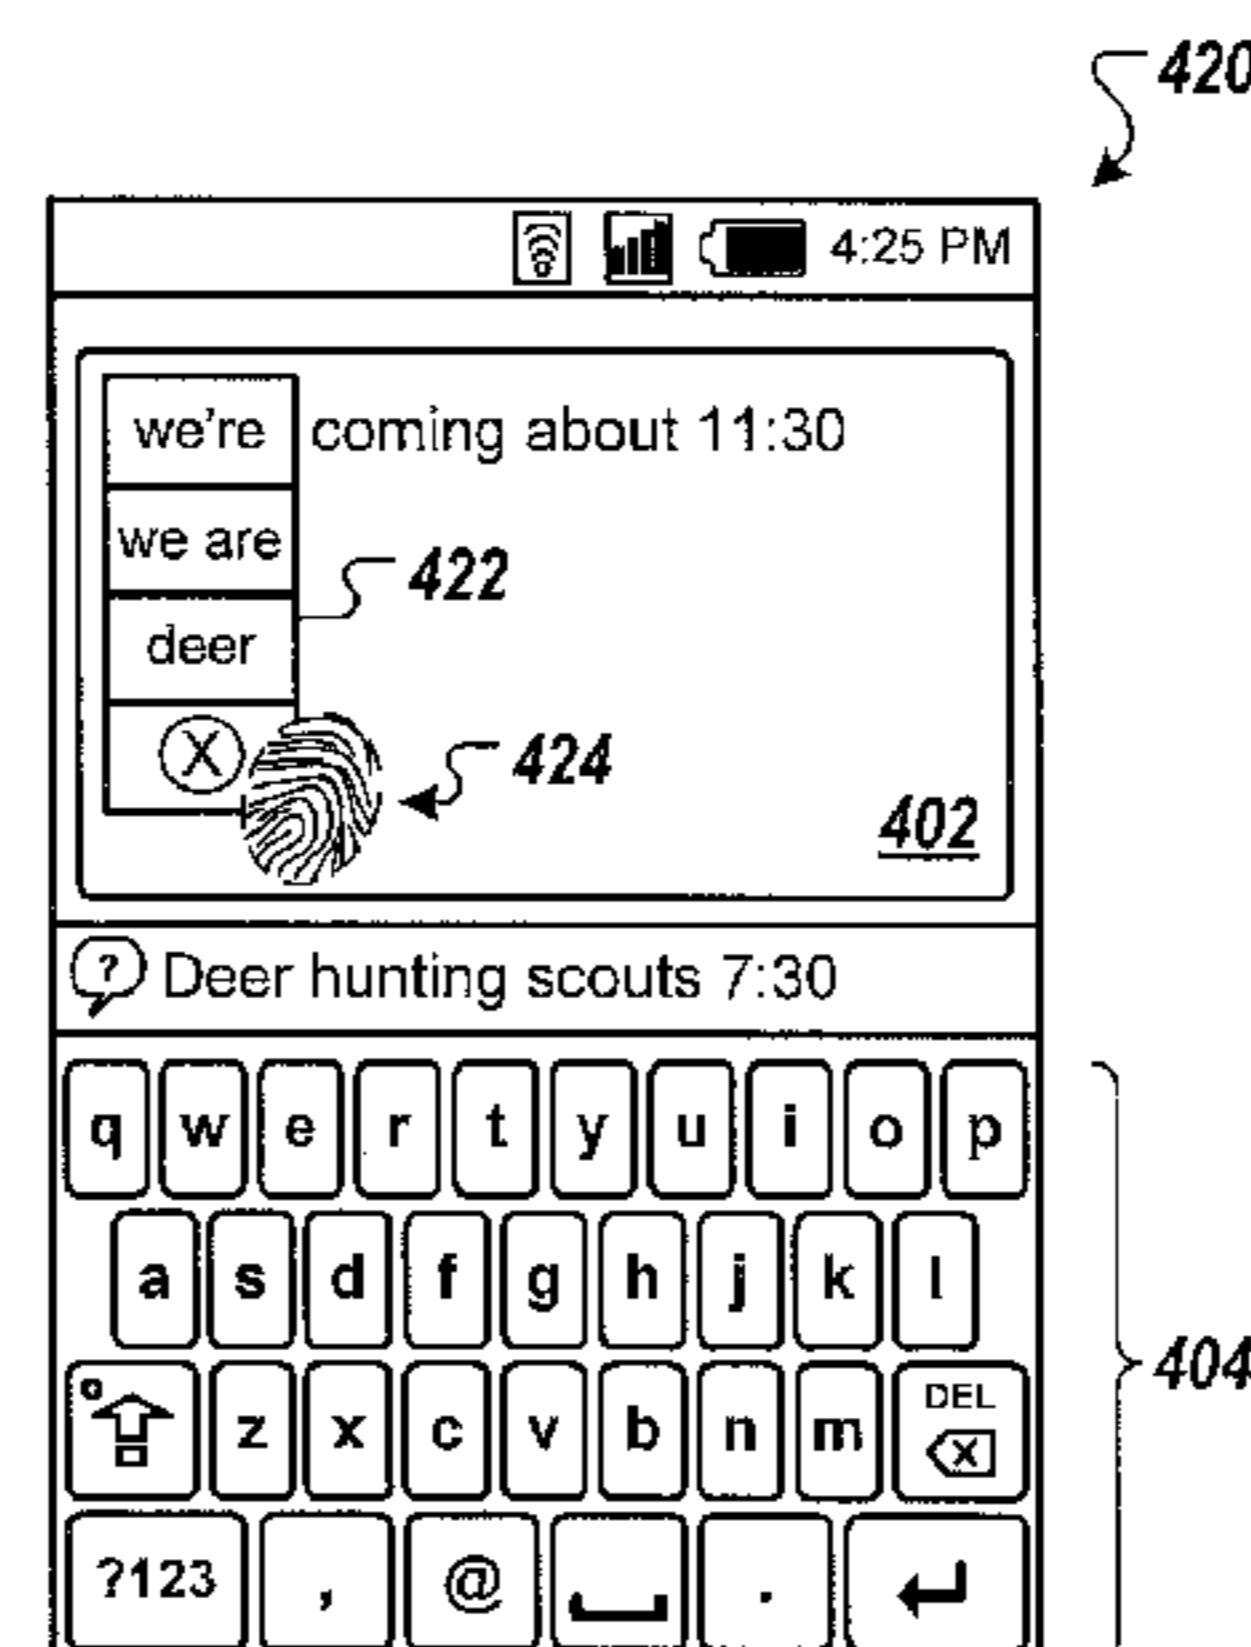 420
4:25 PM
we're coming about 11:30
we are
422
deer
X
424
402
? Deer hunting scouts 7:30
q w e r t y u i o p
a s d f g h j k l
404
z x c v b n m DEL
X
?123 , @ .